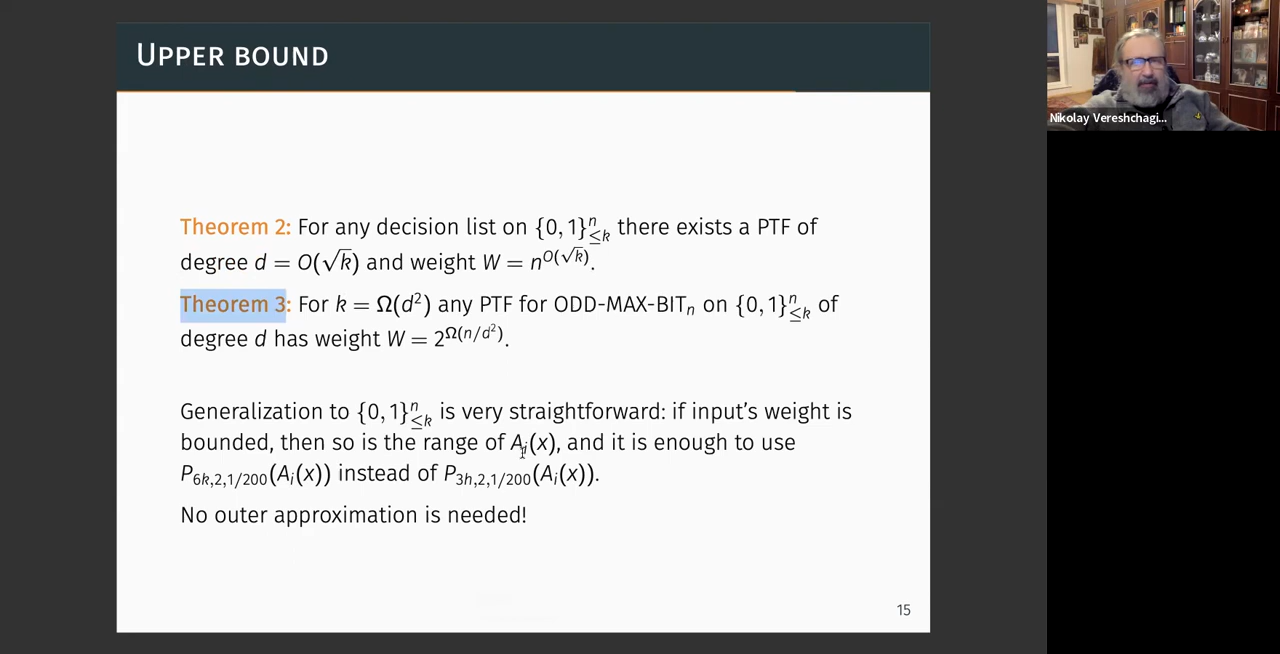 UPPER BOUND
Theorem 2: For any decision list on {0, 1}ⁿ≤ₖ there exists a PTF of
degree d = O(√k) and weight W = n^{O(√k)}.
Theorem 3: For k = Ω(d²) any PTF for ODD-MAX-BITₙ on {0, 1}ⁿ≤ₖ of
degree d has weight W = 2^{Ω(n/d²)}.
Generalization to {0, 1}ⁿ≤ₖ is very straightforward: if input's weight is
bounded, then so is the range of Aᵢ(x), and it is enough to use
P_{6k,2,1/200}(Aᵢ(x)) instead of P_{3h,2,1/200}(Aᵢ(x)).
No outer approximation is needed!
15
Nikolay Vereshchagi...